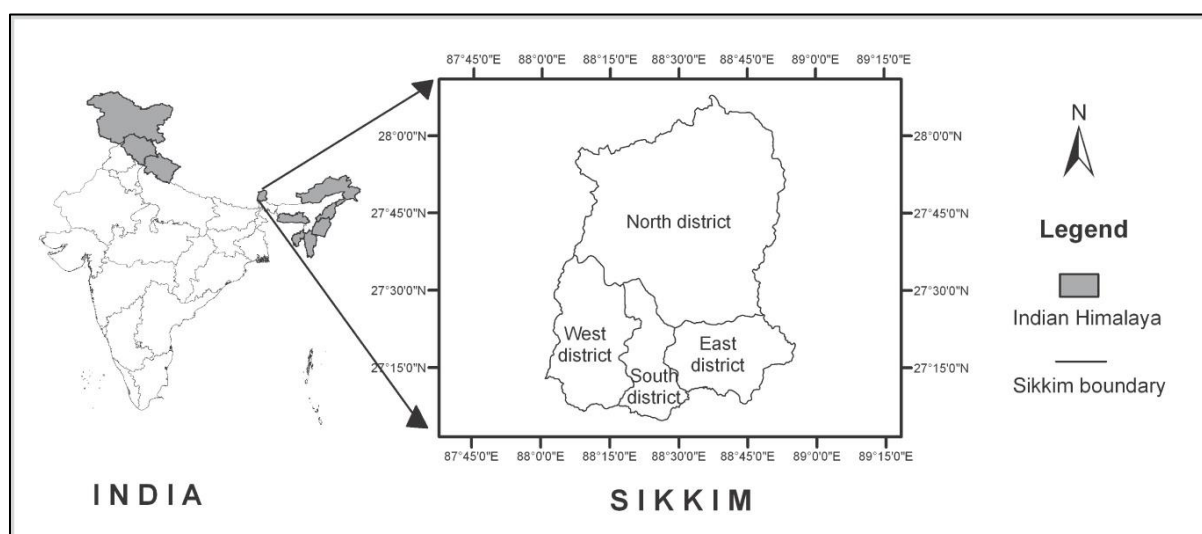 87°45'0"E 88°0'0"E 88°15'0"E 88°30'0"E 88°45'0"E 89°0'0"E 89°15'0"E
28°0'0"N 28°0'0"N
27°45'0"N 27°45'0"N
27°30'0"N 27°30'0"N
27°15'0"N 27°15'0"N
North district
West
district
South
district
East
district
87°45'0"E 88°0'0"E 88°15'0"E 88°30'0"E 88°45'0"E 89°0'0"E 89°15'0"E
INDIA
SIKKIM
N
Legend
Indian Himalaya
Sikkim boundary